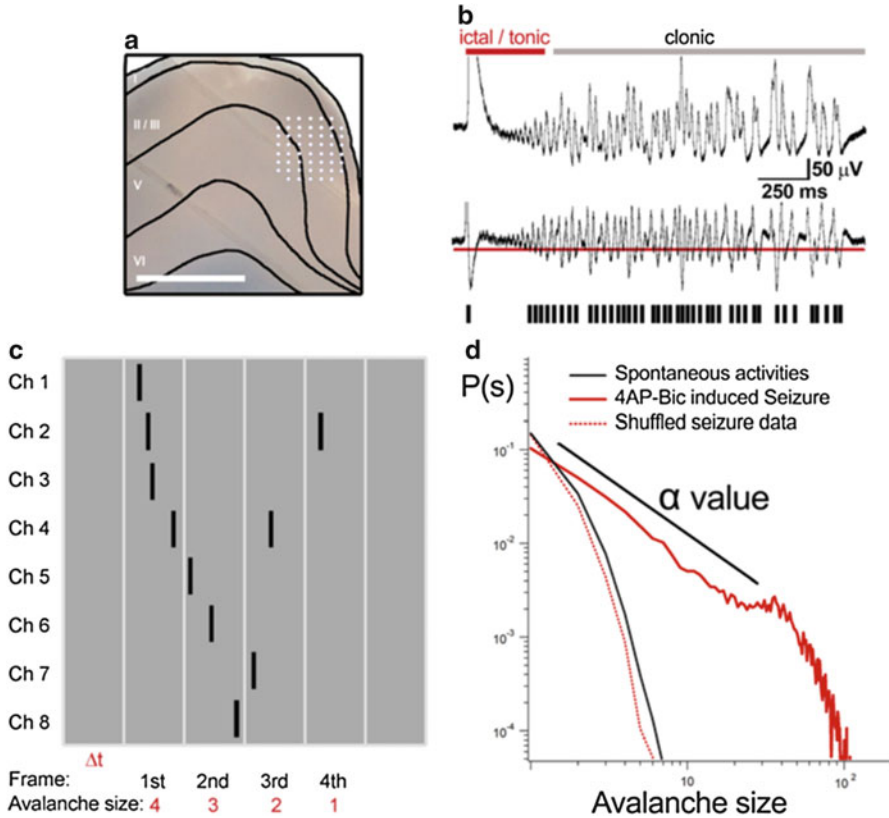 a
I
II / III
V
VI
b
ictal / tonic
clonic
50 μV
250 ms
c
Ch 1
Ch 2
Ch 3
Ch 4
Ch 5
Ch 6
Ch 7
Ch 8
Δt
Frame: 1st 2nd 3rd 4th
Avalanche size: 4 3 2 1
d
P(s)
Spontaneous activities
4AP-Bic induced Seizure
Shuffled seizure data
α value
10⁻¹
10⁻²
10⁻³
10⁻⁴
10
10⁻²
Avalanche size